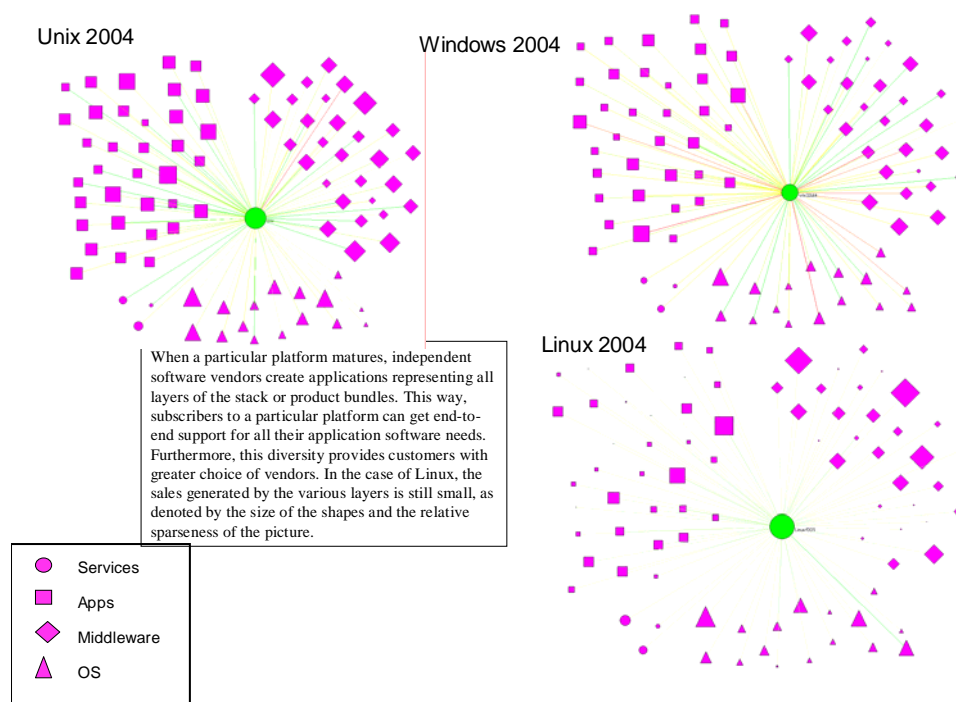 Unix 2004
Windows 2004
When a particular platform matures, independent
software vendors create applications representing all
layers of the stack or product bundles. This way,
subscribers to a particular platform can get end-to-
end support for all their application software needs.
Furthermore, this diversity provides customers with
greater choice of vendors. In the case of Linux, the
sales generated by the various layers is still small, as
denoted by the size of the shapes and the relative
sparseness of the picture.
Linux 2004
Services
Apps
Middleware
OS